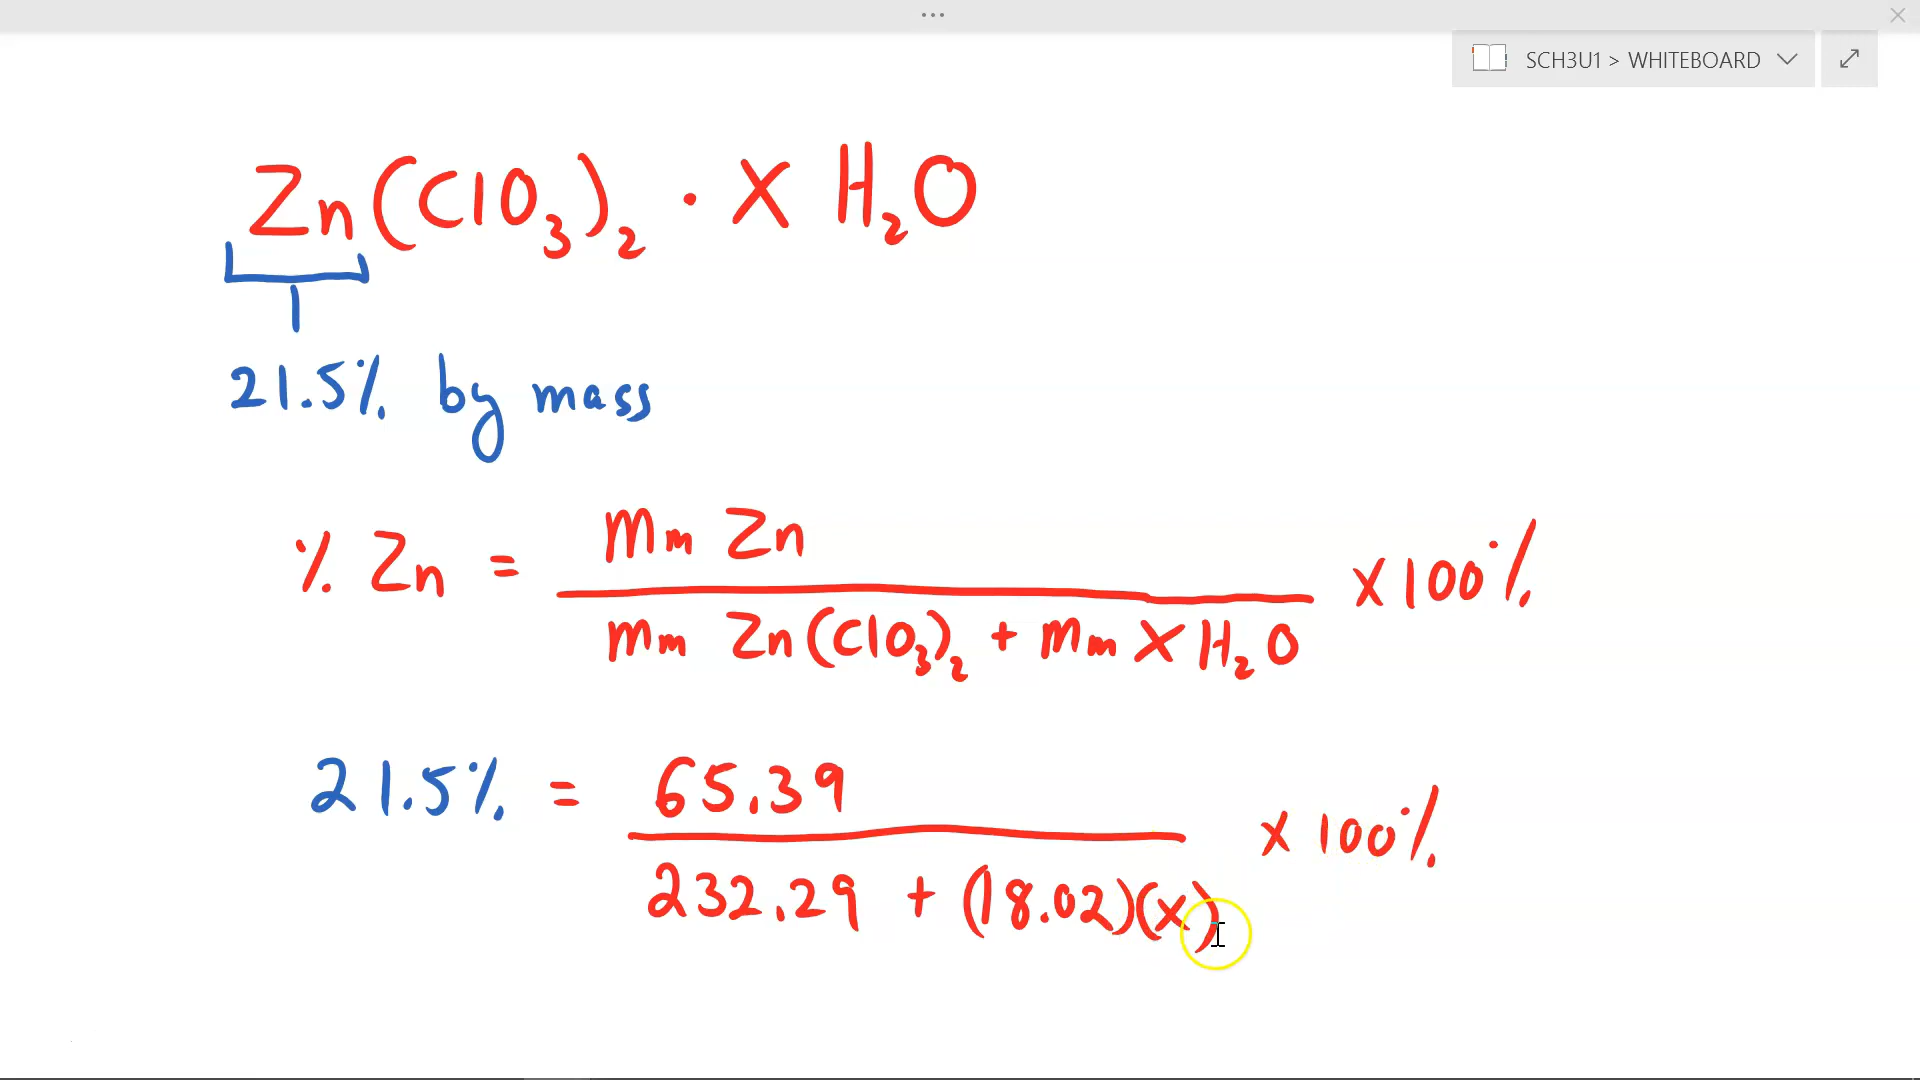 ...
SCH3U1 > WHITEBOARD
Zn(ClO₃)₂ · X H₂O
21.5% by mass
% Zn = Mm Zn
Mm Zn(ClO₃)₂ + Mm X H₂O
x 100%
21.5% = 65.39
232.29 + (18.02)(x)
x 100%